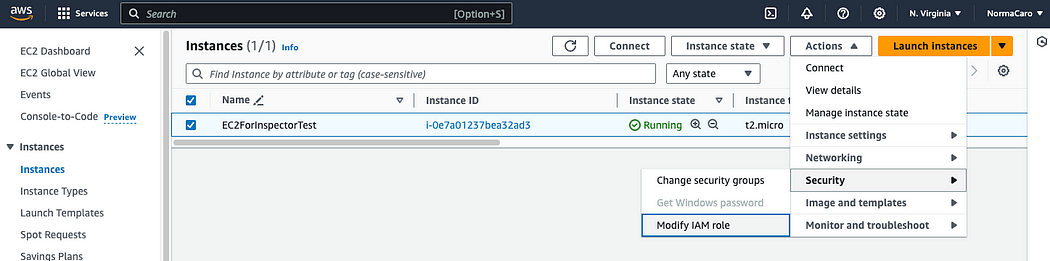 aws
Search
[Option+S]
N. Virginia
NormaCaro
EC2 Dashboard
EC2 Global View
Events
Console-to-Code Preview
Instances
Instances
Instance Types
Launch Templates
Spot Requests
Savings Plans
Instances (1/1) Info
Connect
Instance state
Actions
Launch instances
Find Instance by attribute or tag (case-sensitive)
Any state
Name
Instance ID
Instance state
Instance t
EC2ForInspectorTest
i-0e7a01237bea32ad3
Running
t2.micro
Connect
View details
Manage instance state
Instance settings
Networking
Security
Image and templates
Monitor and troubleshoot
Change security groups
Get Windows password
Modify IAM role